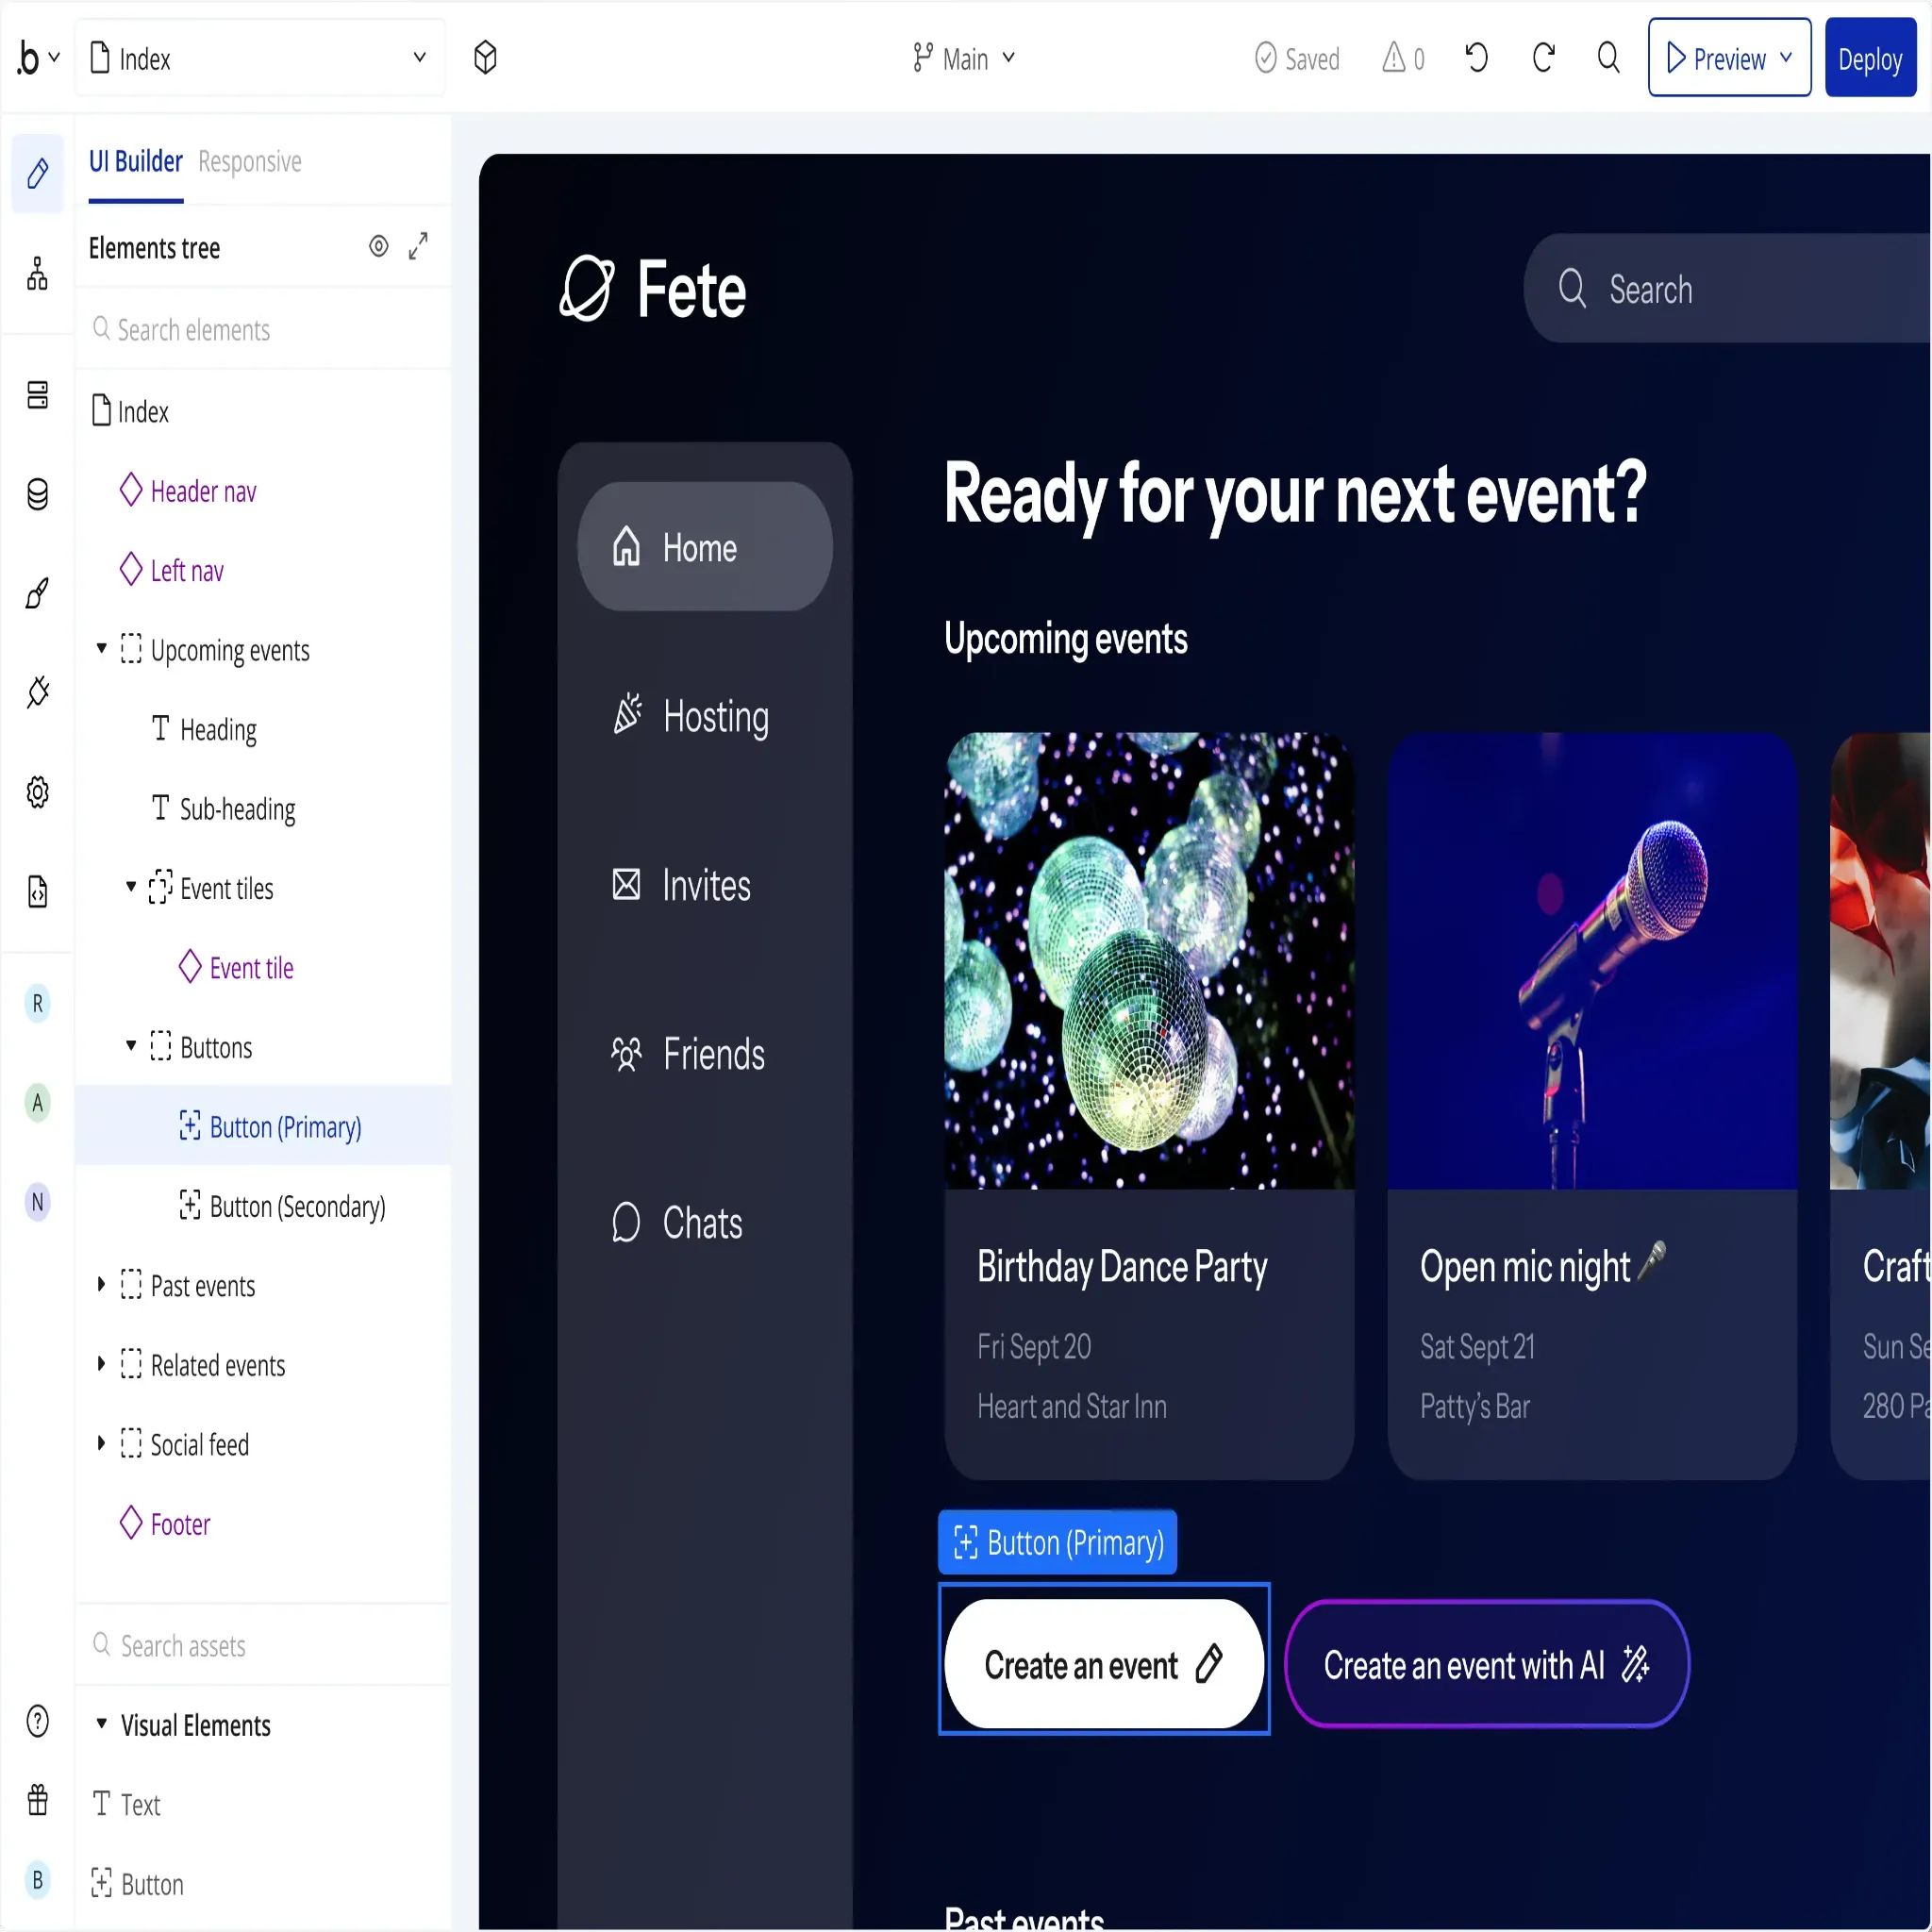 .b
Index
Main
Saved
0
Preview
Deploy
UI Builder
Responsive
Elements tree
Search elements
Index
Header nav
Left nav
Upcoming events
Heading
Sub-heading
Event tiles
Event tile
Buttons
Button (Primary)
Button (Secondary)
Past events
Related events
Social feed
Footer
Search assets
Visual Elements
Text
Button
R
A
N
B
Fete
Search
Home
Hosting
Invites
Friends
Chats
Ready for your next event?
Upcoming events
Birthday Dance Party
Fri Sept 20
Heart and Star Inn
Open mic night
Sat Sept 21
Patty's Bar
Craft
Sun Se
280 Pa
Button (Primary)
Create an event
Create an event with AI
Past events